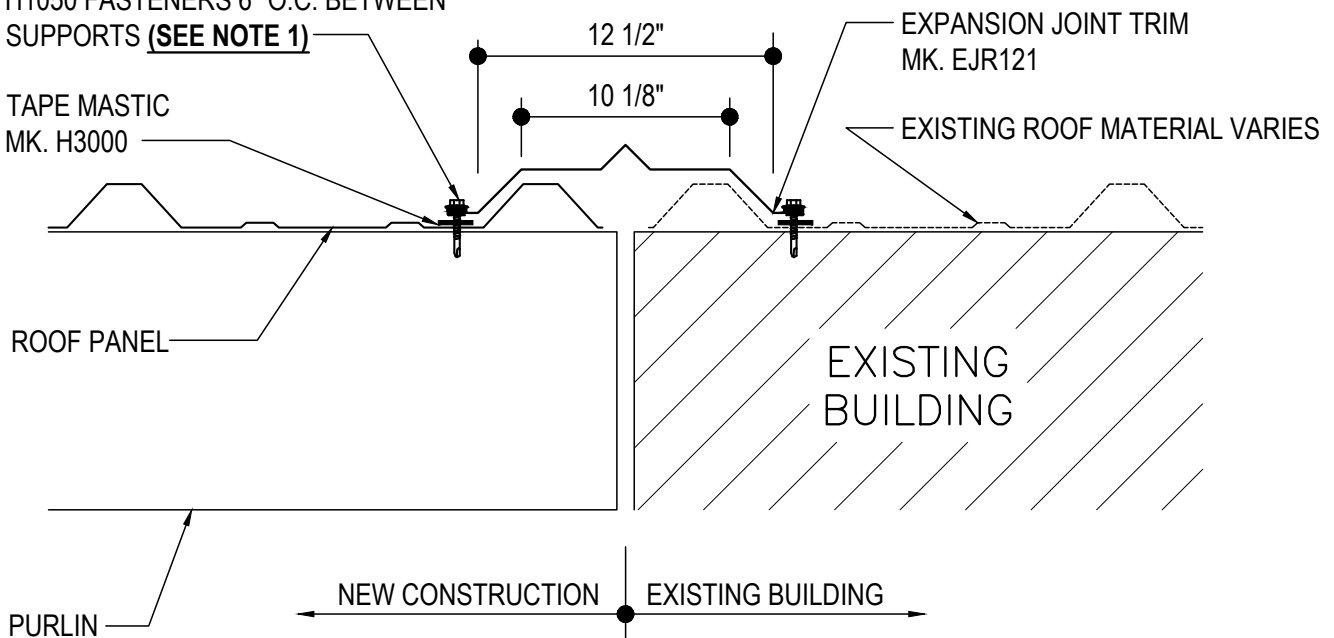 H1050 FASTENERS 6" O.C. BETWEEN
SUPPORTS (SEE NOTE 1)
TAPE MASTIC
MK. H3000
12 1/2"
10 1/8"
EXPANSION JOINT TRIM
MK. EJR121
EXISTING ROOF MATERIAL VARIES
ROOF PANEL
EXISTING
BUILDING
NEW CONSTRUCTION
EXISTING BUILDING
PURLIN